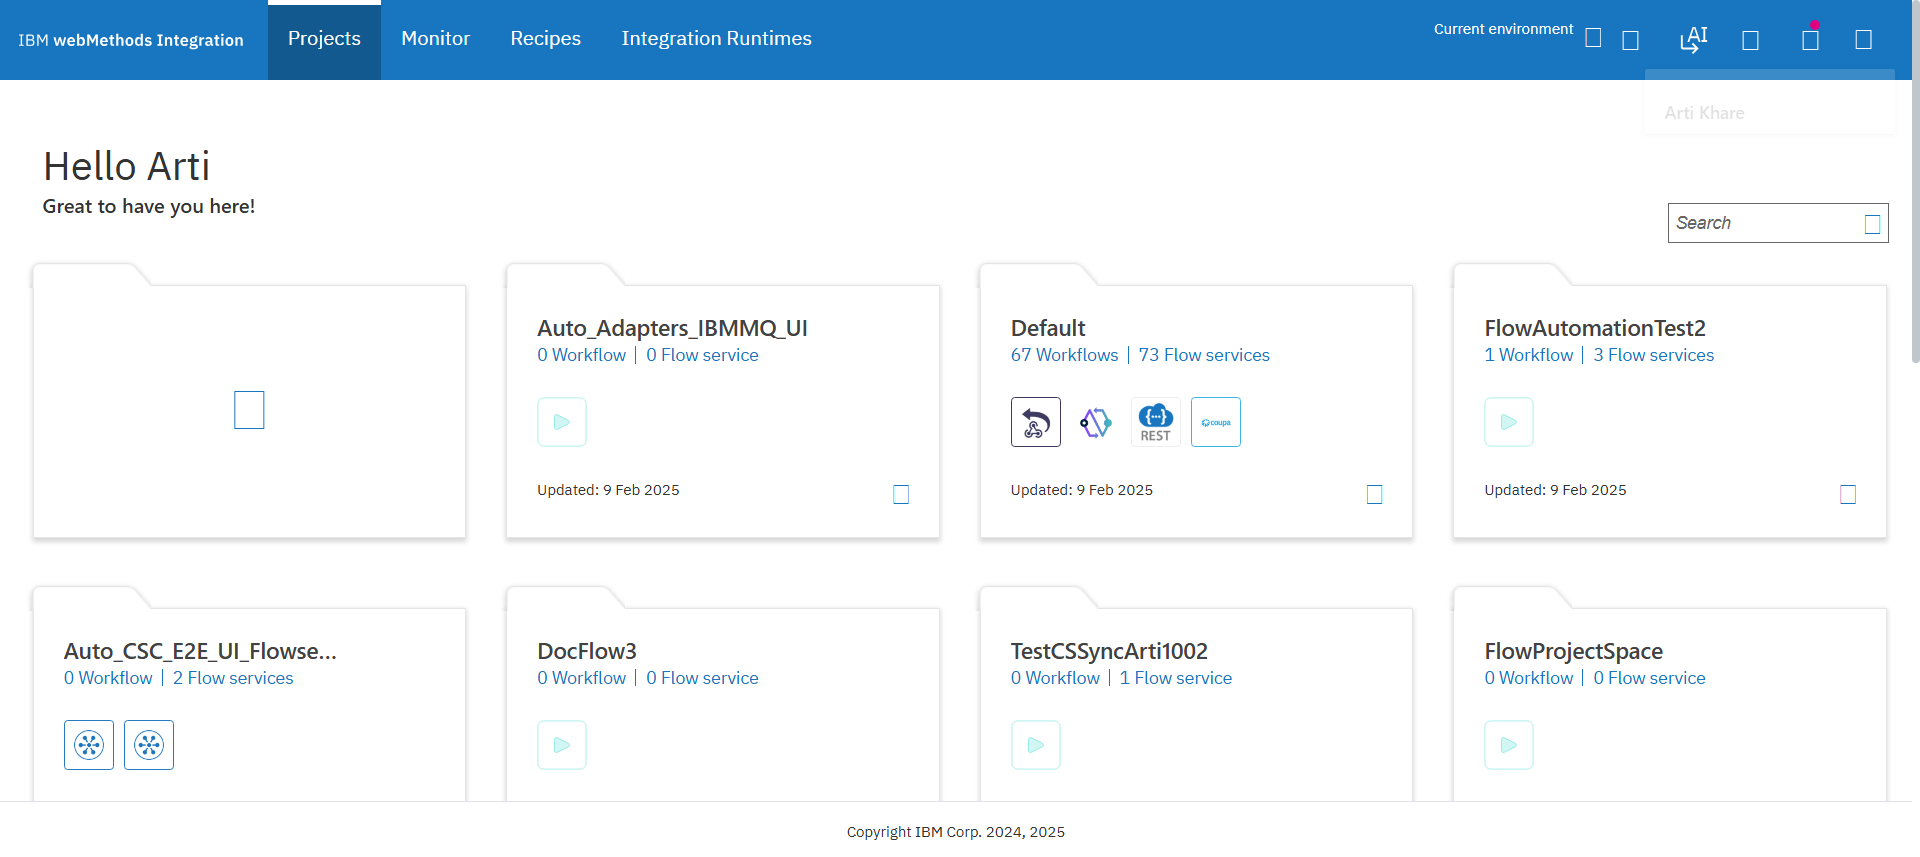 IBM webMethods Integration
Projects
Monitor
Recipes
Integration Runtimes
Current environment
AI
Arti Khare
Hello Arti
Great to have you here!
Search
Auto_Adapters_IBMMQ_UI
0 Workflow | 0 Flow service
Updated: 9 Feb 2025
Default
67 Workflows | 73 Flow services
REST
coupa
Updated: 9 Feb 2025
FlowAutomationTest2
1 Workflow | 3 Flow services
Updated: 9 Feb 2025
Auto_CSC_E2E_UI_Flowse...
0 Workflow | 2 Flow services
DocFlow3
0 Workflow | 0 Flow service
TestCSSyncArti1002
0 Workflow | 1 Flow service
FlowProjectSpace
0 Workflow | 0 Flow service
Copyright IBM Corp. 2024, 2025